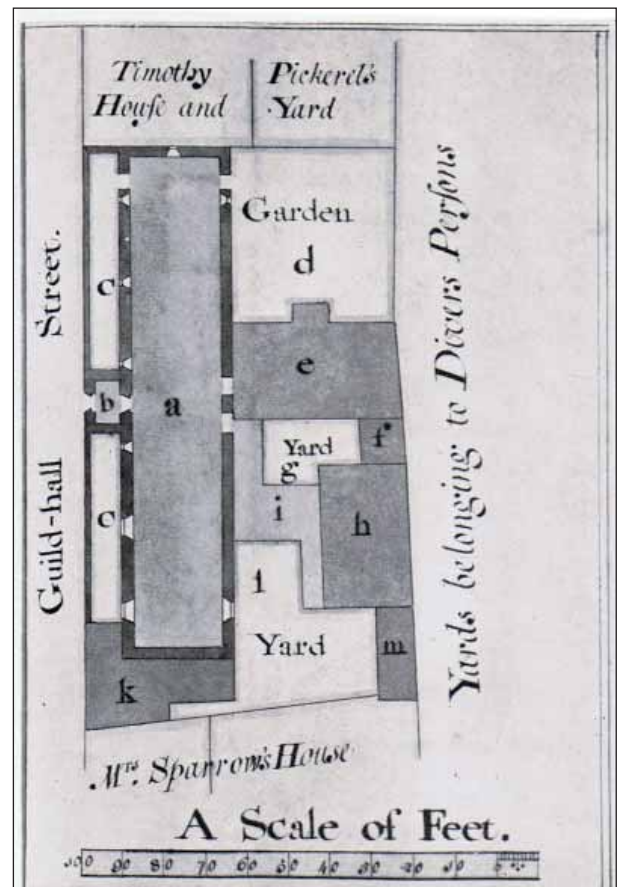 Timothy
Houſe and
Pickerel's
Yard
Garden
d
Street.
Guild-hall
c
b
a
e
c
Yard
g
f
i
h
l
Yard
m
k
Yards belonging to Divers Perſons
Mrs. Sparrow's House
A Scale of Feet.
100 90 80 70 60 50 40 30 20 10